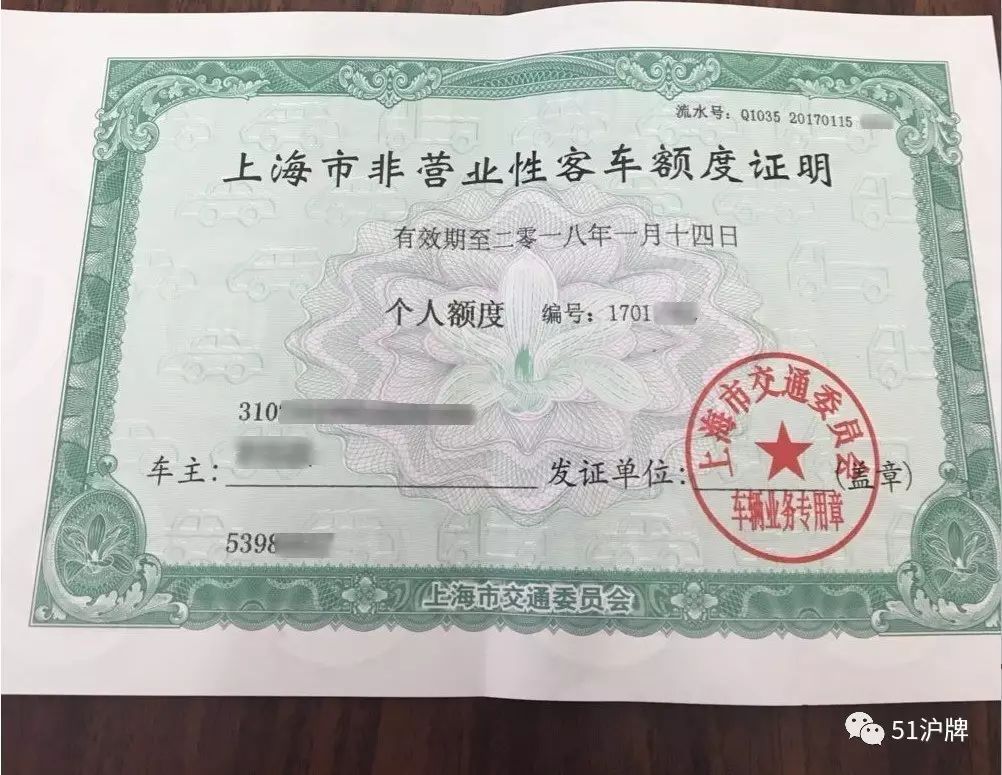 流水号：Q1035 20170115
上海市非营业性客车额度证明
有效期至二零一八年一月十四日
个人额度 编号：1701
310
车主：
发证单位： (盖章)
上海市交通委员会
车辆业务专用章
5398
上海市交通委员会
51沪牌